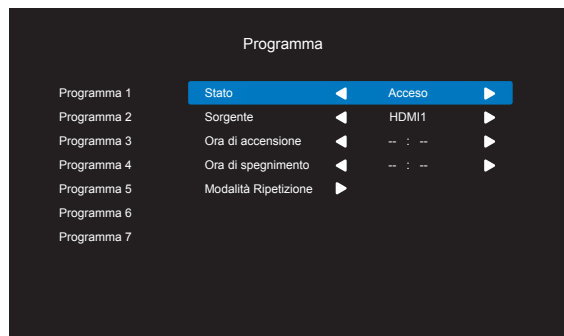 Programma
Programma 1 Stato Acceso
Programma 2 Sorgente HDMI1
Programma 3 Ora di accensione -- : --
Programma 4 Ora di spegnimento -- : --
Programma 5 Modalità Ripetizione
Programma 6
Programma 7